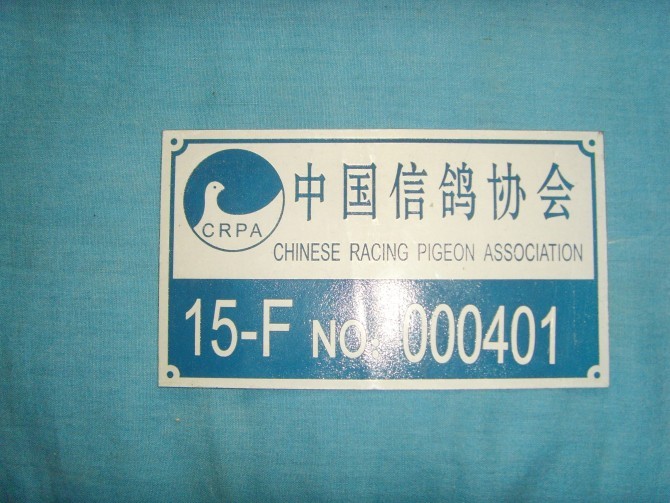 CRPA
中国信鸽协会
CHINESE RACING PIGEON ASSOCIATION
15-F NO: 000401